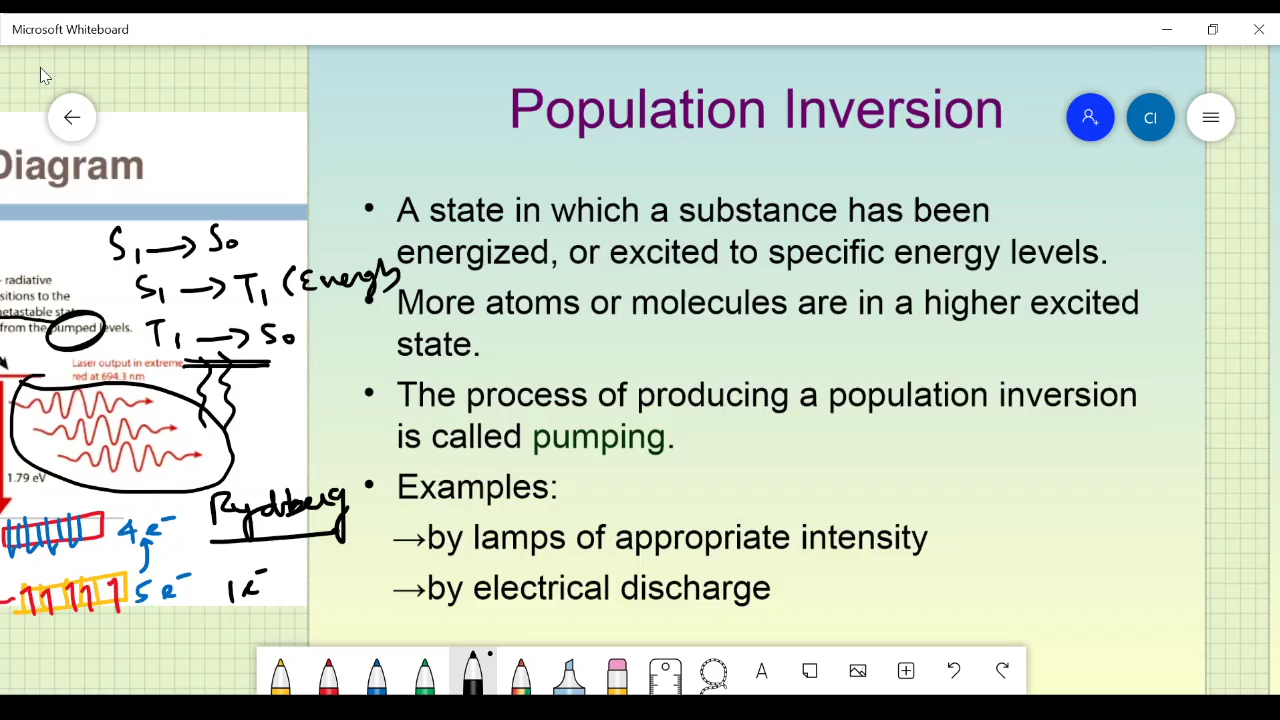 Microsoft Whiteboard
CI
Diagram
S1 → S0
S1 → T1 (Energy
T1 → S0
- radiative
sitions to the
metastable stat
from the pumped levels.
Laser output in extreme
red at 694.3 nm
1.79 eV
Rydberg
4e-
5e-
1e-
Population Inversion
• A state in which a substance has been
energized, or excited to specific energy levels.
• More atoms or molecules are in a higher excited
state.
• The process of producing a population inversion
is called pumping.
• Examples:
→by lamps of appropriate intensity
→by electrical discharge
A